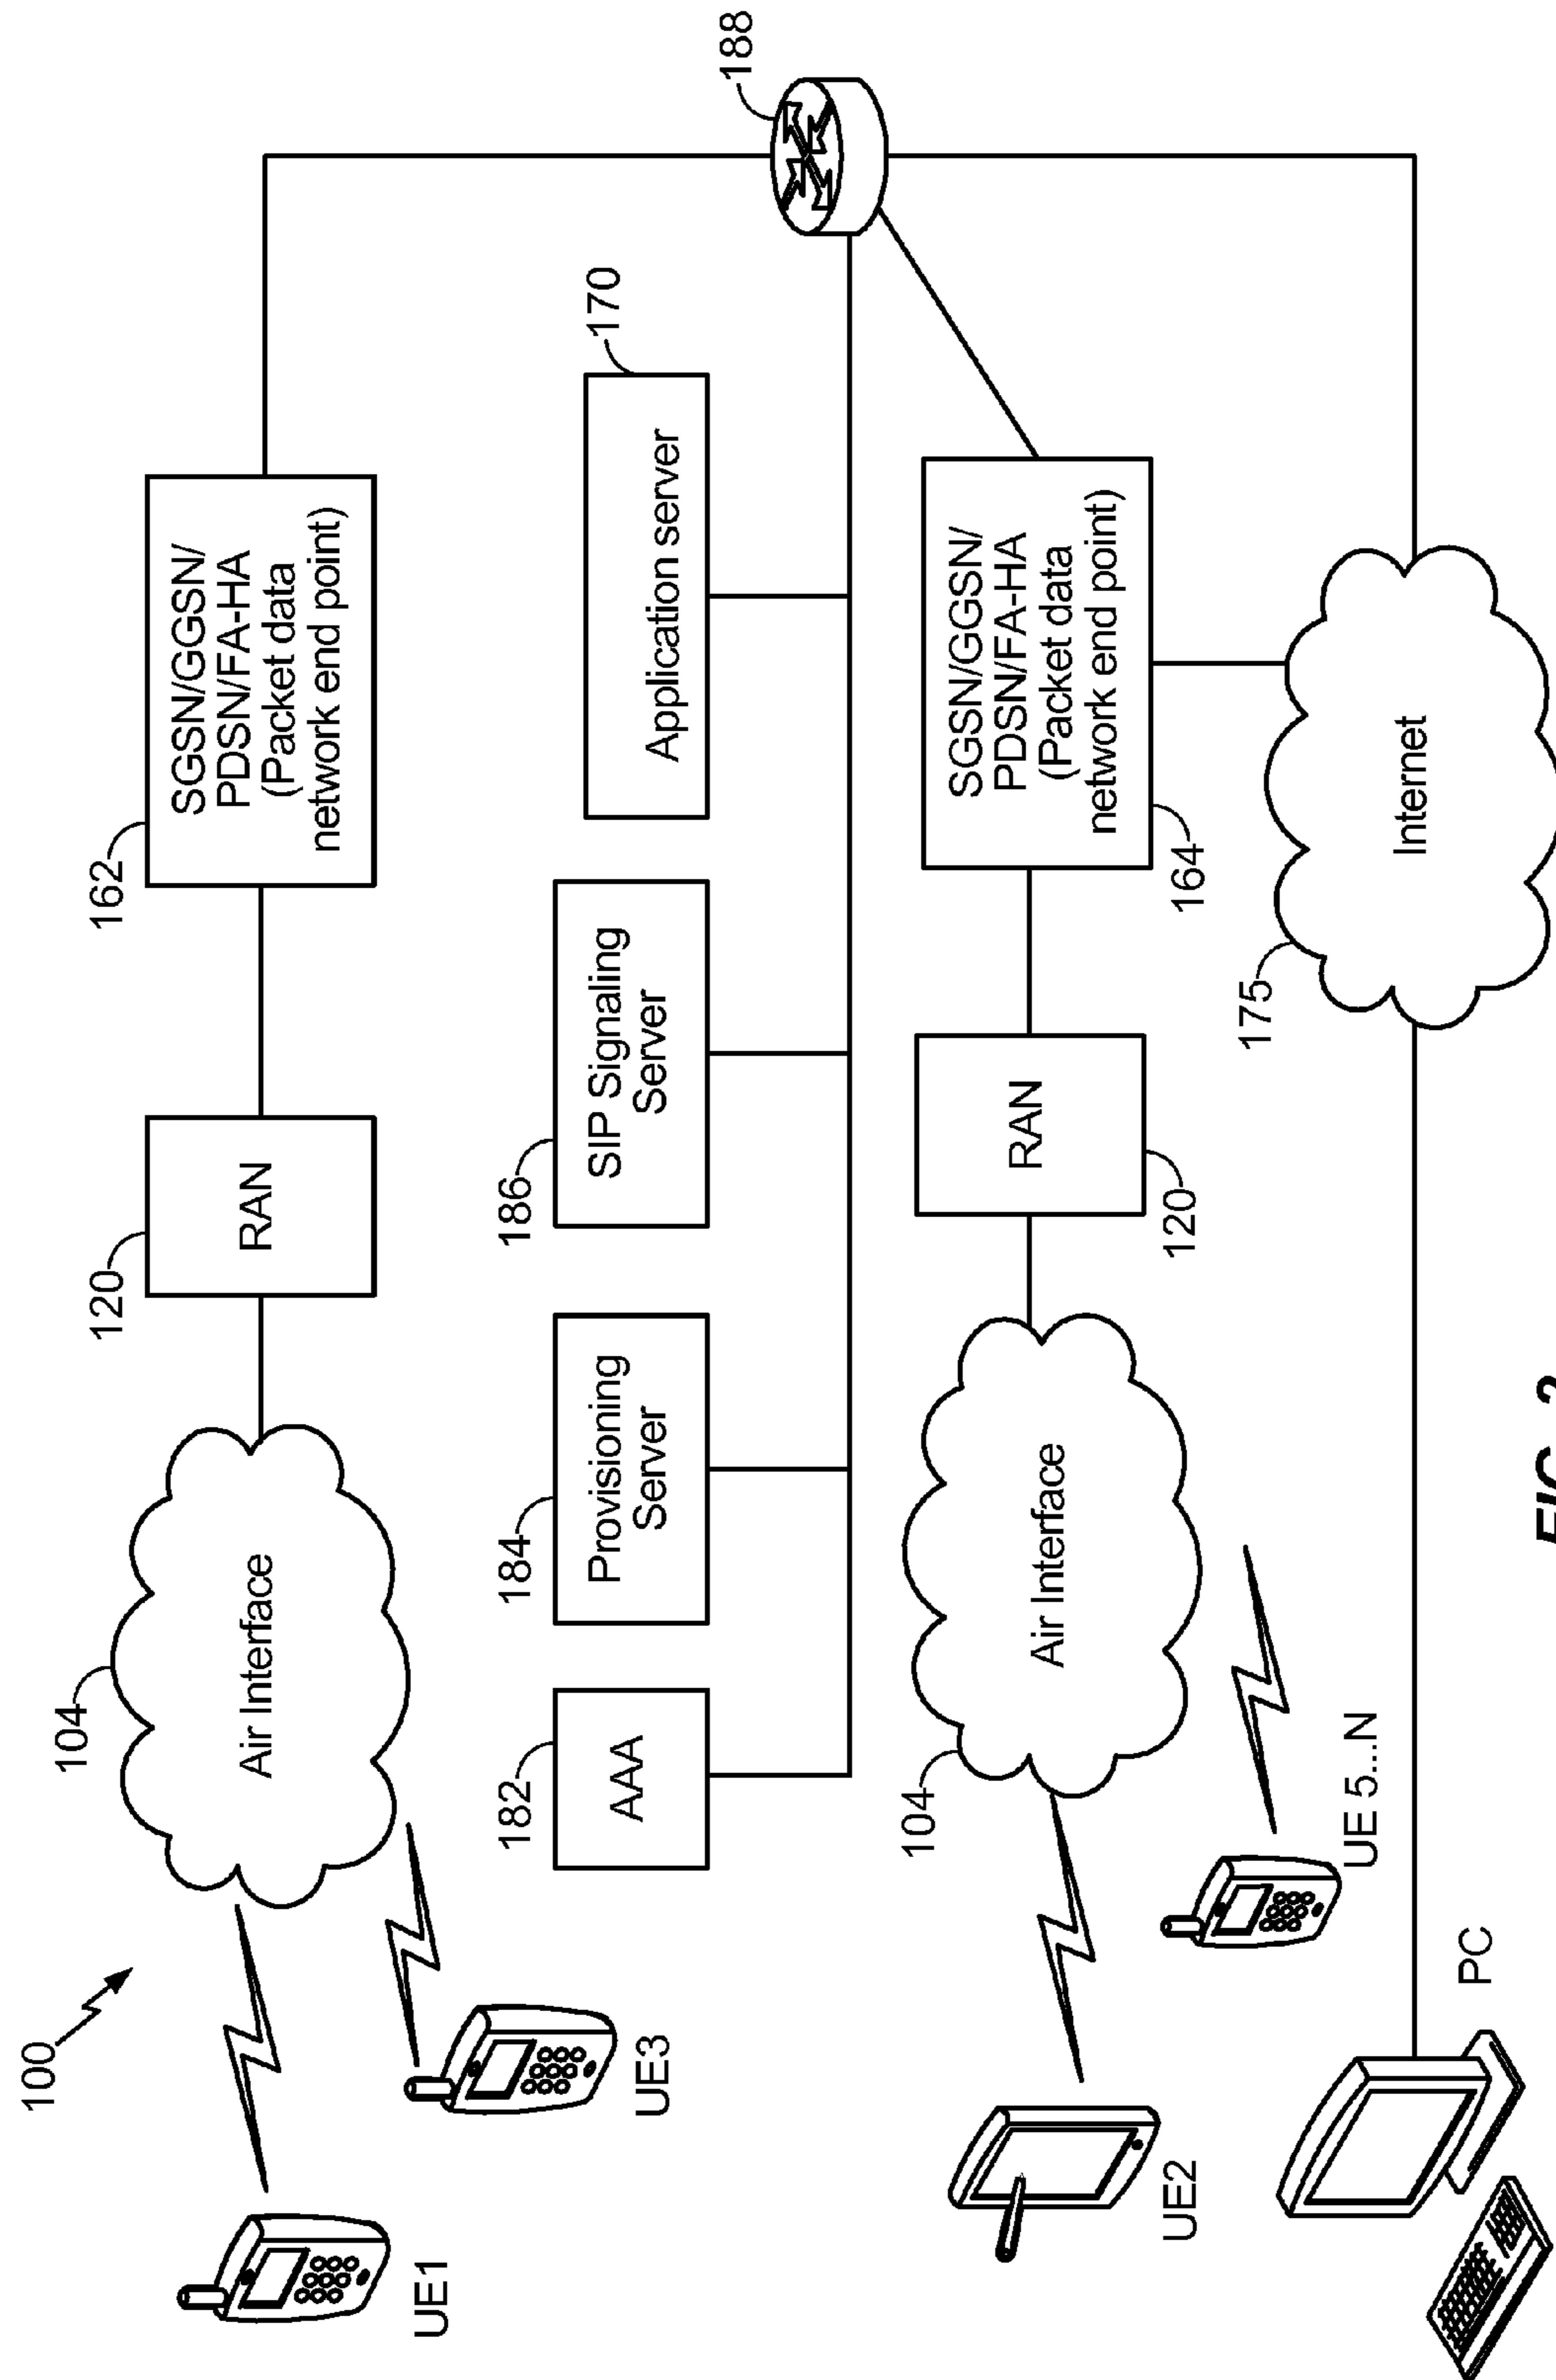 100
104
Air Interface
120
RAN
162
SGSN/GGSN/
PDSN/FA-HA
(Packet data
network end point)
188
UE1
UE3
182
AAA
184
Provisioning
Server
186
SIP Signaling
Server
170
Application server
104
Air Interface
RAN
120
SGSN/GGSN/
PDSN/FA-HA
(Packet data
network end point)
164
UE2
UE 5...N
175
Internet
PC
FIG. 2